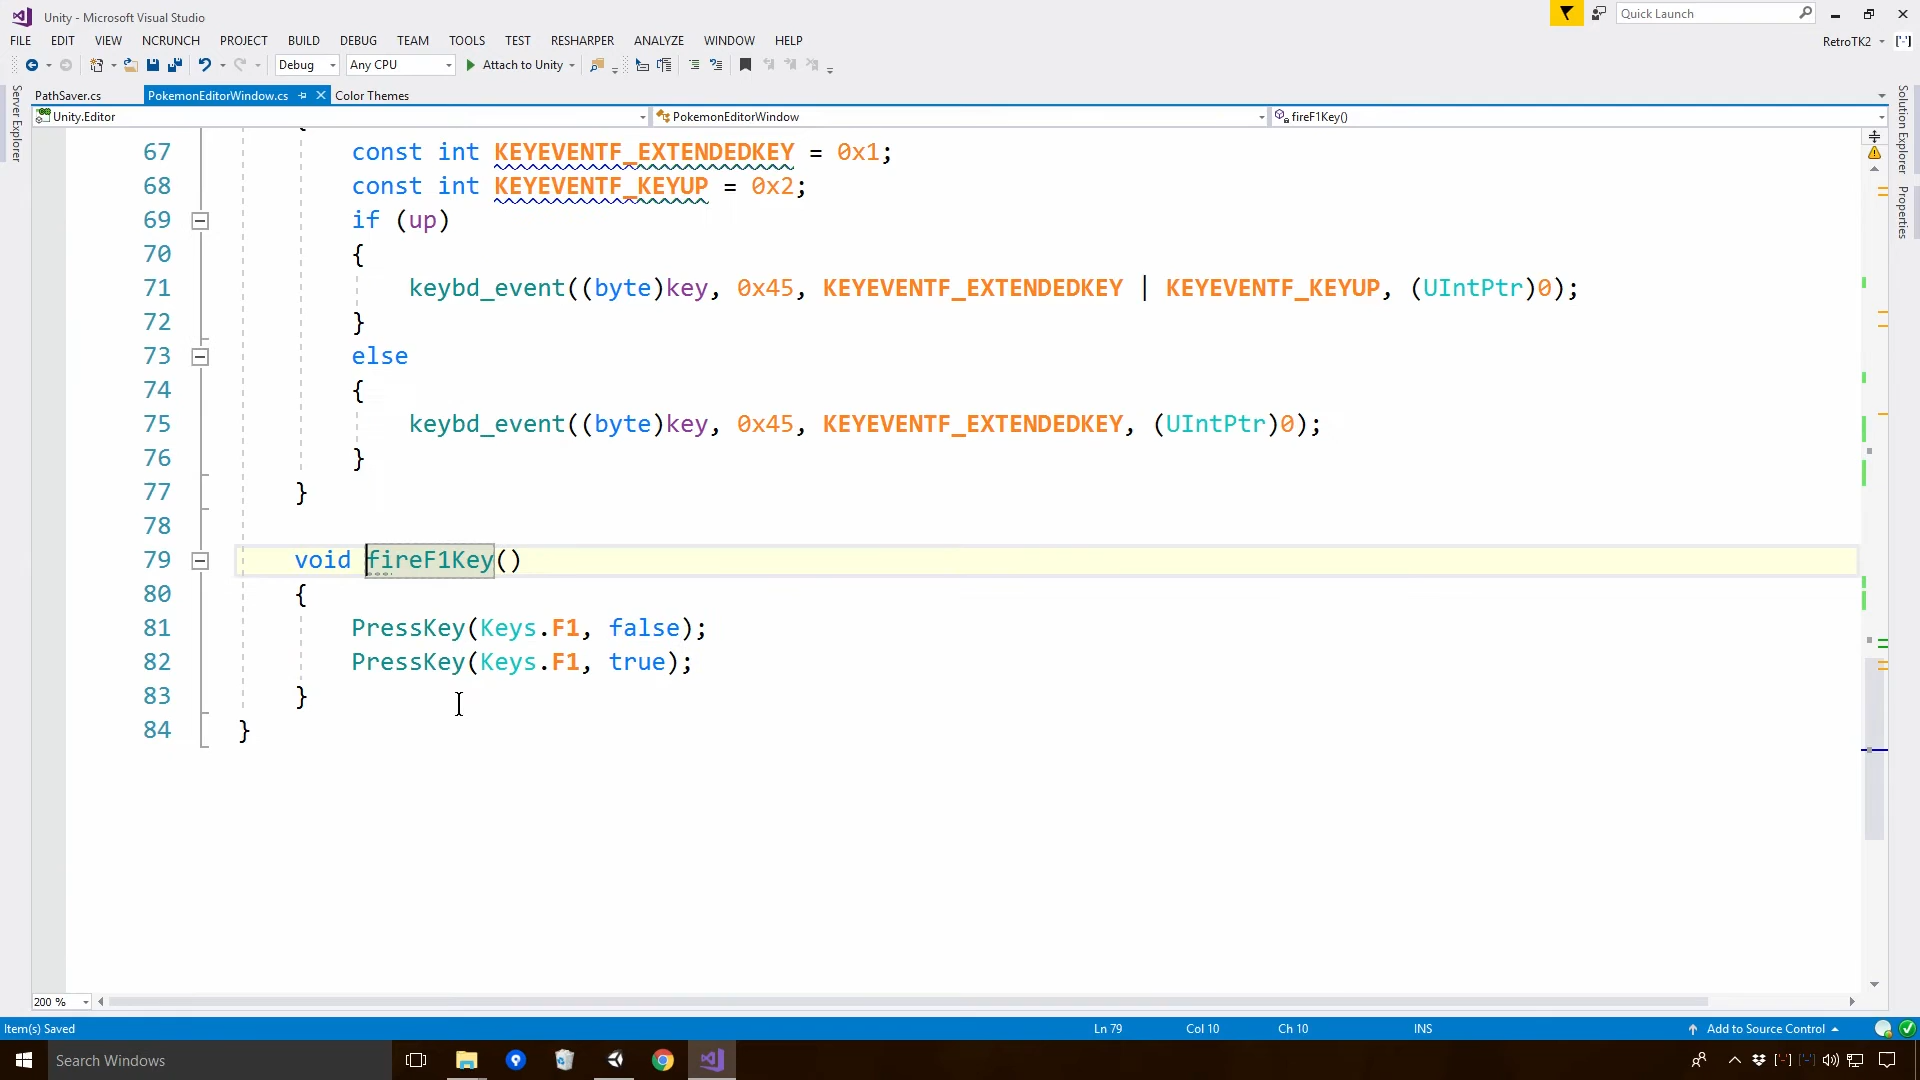 Unity - Microsoft Visual Studio
Quick Launch
FILE EDIT VIEW NCRUNCH PROJECT BUILD DEBUG TEAM TOOLS TEST RESHARPER ANALYZE WINDOW HELP
RetroTK2
Debug Any CPU Attach to Unity
Server Explorer
PathSaver.cs PokemonEditorWindow.cs Color Themes
Solution Explorer
Properties
Unity.Editor PokemonEditorWindow fireF1Key()
67 const int KEYEVENTF_EXTENDEDKEY = 0x1;
68 const int KEYEVENTF_KEYUP = 0x2;
69 if (up)
70 {
71 keybd_event((byte)key, 0x45, KEYEVENTF_EXTENDEDKEY | KEYEVENTF_KEYUP, (UIntPtr)0);
72 }
73 else
74 {
75 keybd_event((byte)key, 0x45, KEYEVENTF_EXTENDEDKEY, (UIntPtr)0);
76 }
77 }
78
79 void fireF1Key()
80 {
81 PressKey(Keys.F1, false);
82 PressKey(Keys.F1, true);
83 }
84 }
200 %
Item(s) Saved Ln 79 Col 10 Ch 10 INS Add to Source Control
Search Windows